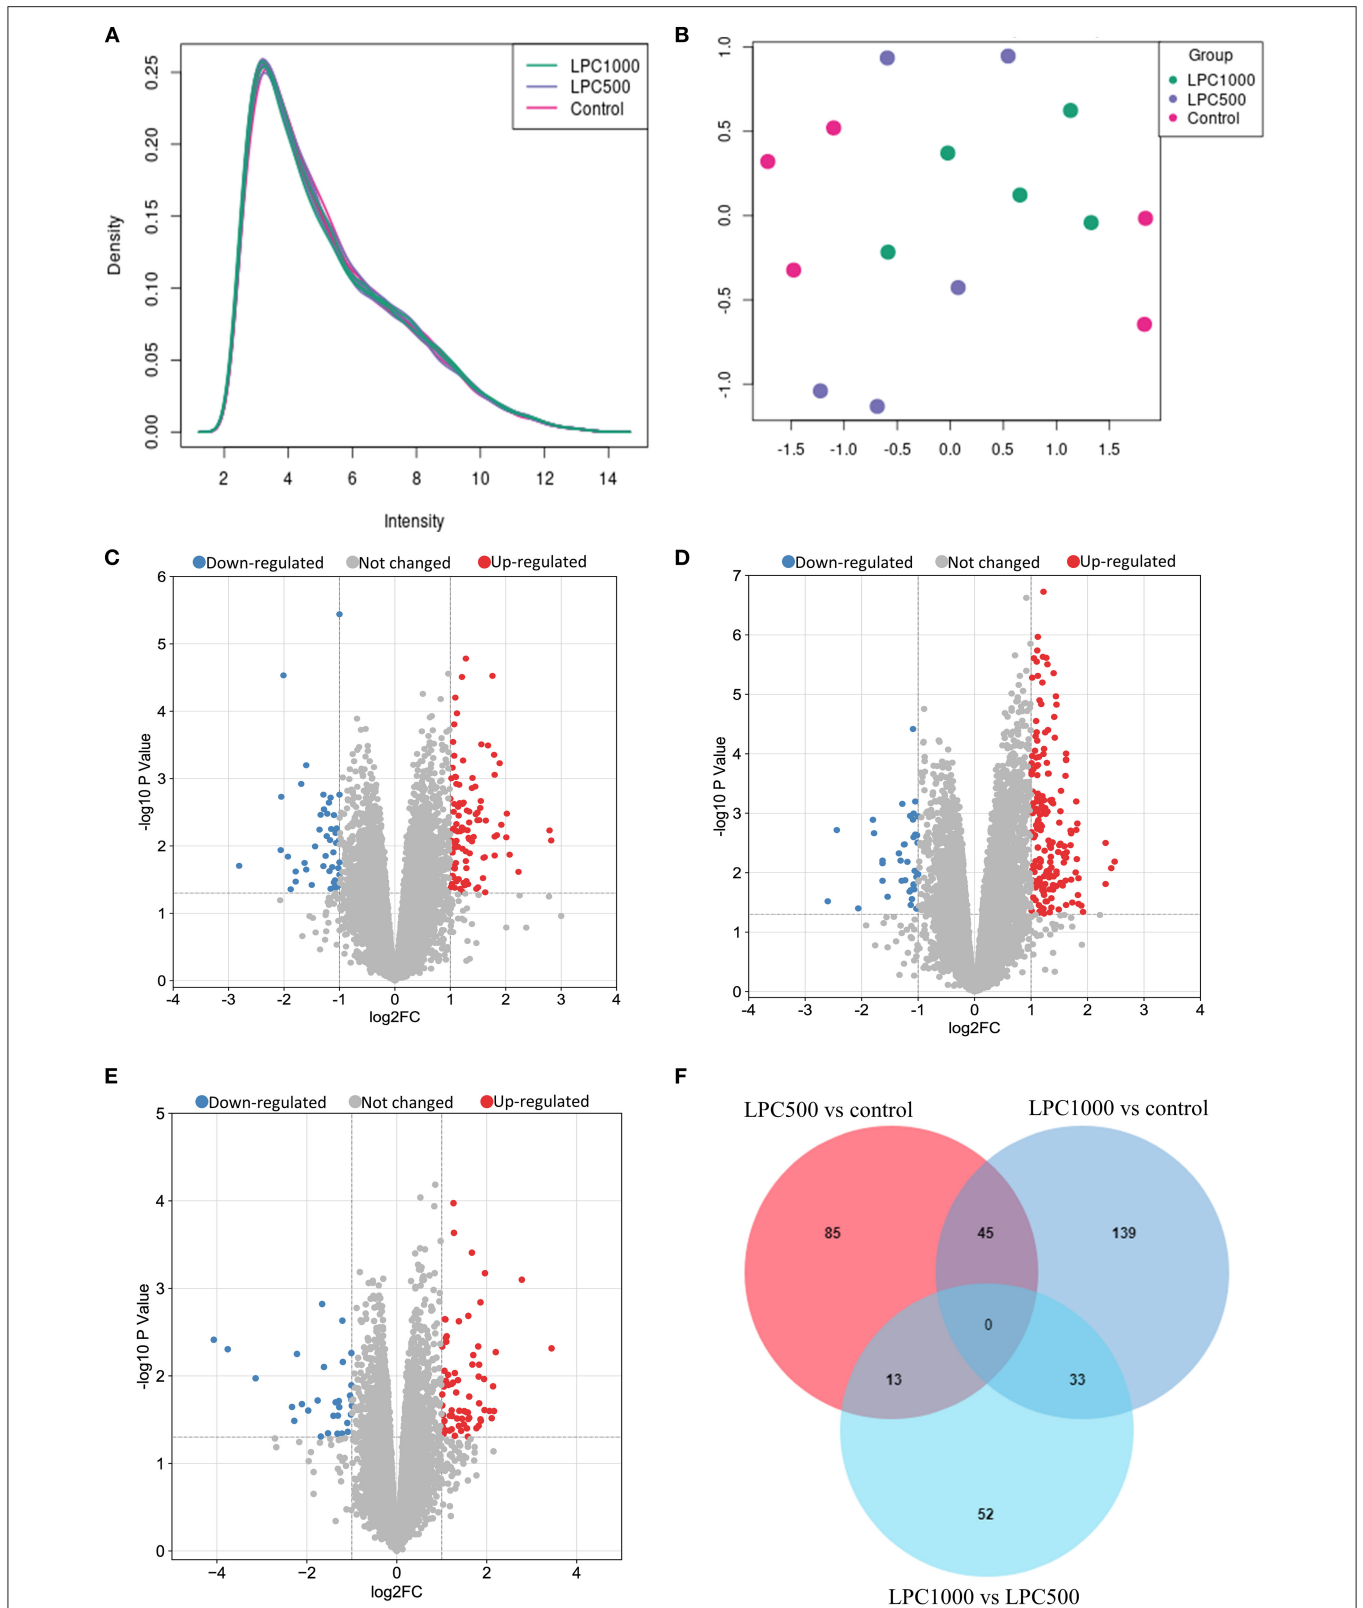 A
LPC1000
LPC500
Control
Density
0.00 0.05 0.10 0.15 0.20 0.25
2 4 6 8 10 12 14
Intensity
B
Group
LPC1000
LPC500
Control
-1.0 -0.5 0.0 0.5 1.0
-1.5 -1.0 -0.5 0.0 0.5 1.0 1.5
C
Down-regulated Not changed Up-regulated
6
5
4
3
2
1
0
-log10 P Value
-4 -3 -2 -1 0 1 2 3 4
log2FC
D
Down-regulated Not changed Up-regulated
7
6
5
4
3
2
1
0
-log10 P Value
-4 -3 -2 -1 0 1 2 3 4
log2FC
E
Down-regulated Not changed Up-regulated
5
4
3
2
1
0
-log10 P Value
−4 −2 0 2 4
log2FC
F
LPC500 vs control
LPC1000 vs control
85 45 139
0
13 33
52
LPC1000 vs LPC500